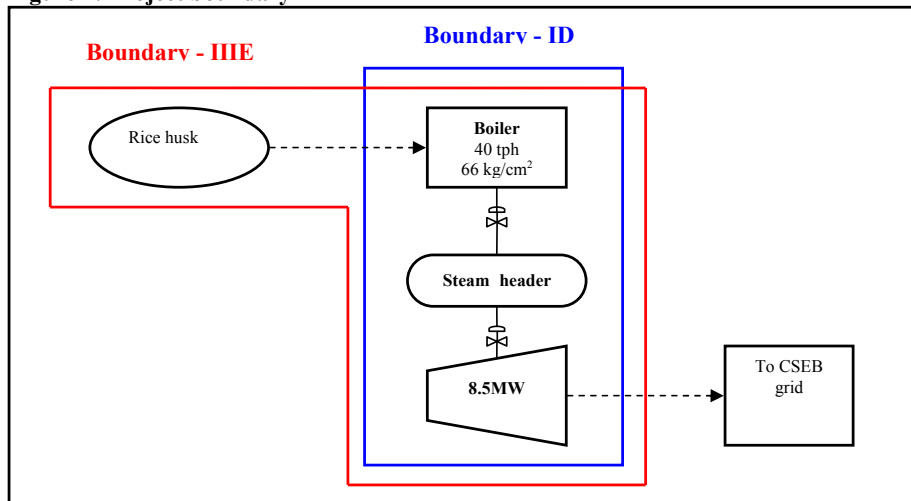 Boundary - ID
Boundary - IIIE
Rice husk
Boiler
40 tph
66 kg/cm²
Steam header
8.5MW
To CSEB
grid